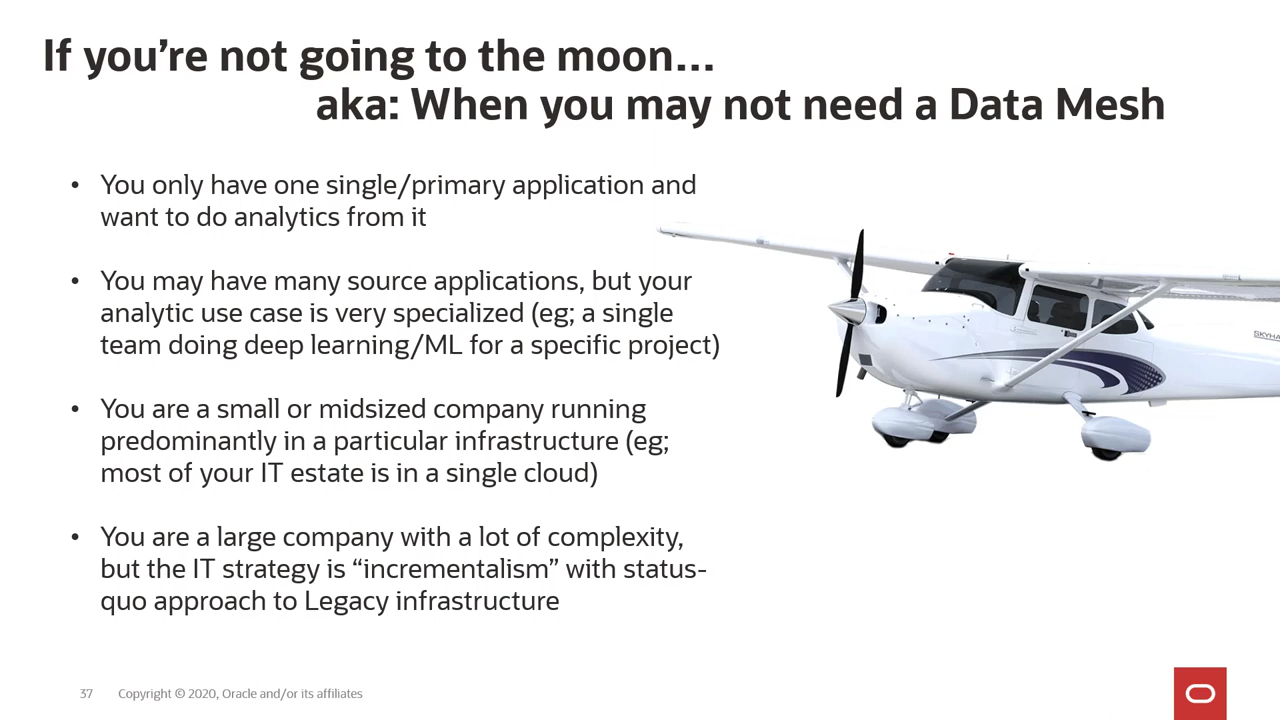 If you’re not going to the moon...
aka: When you may not need a Data Mesh
• You only have one single/primary application and
want to do analytics from it
• You may have many source applications, but your
analytic use case is very specialized (eg; a single
team doing deep learning/ML for a specific project)
• You are a small or midsized company running
predominantly in a particular infrastructure (eg;
most of your IT estate is in a single cloud)
• You are a large company with a lot of complexity,
but the IT strategy is “incrementalism” with status-
quo approach to Legacy infrastructure
SKYHA
37 Copyright © 2020, Oracle and/or its affiliates